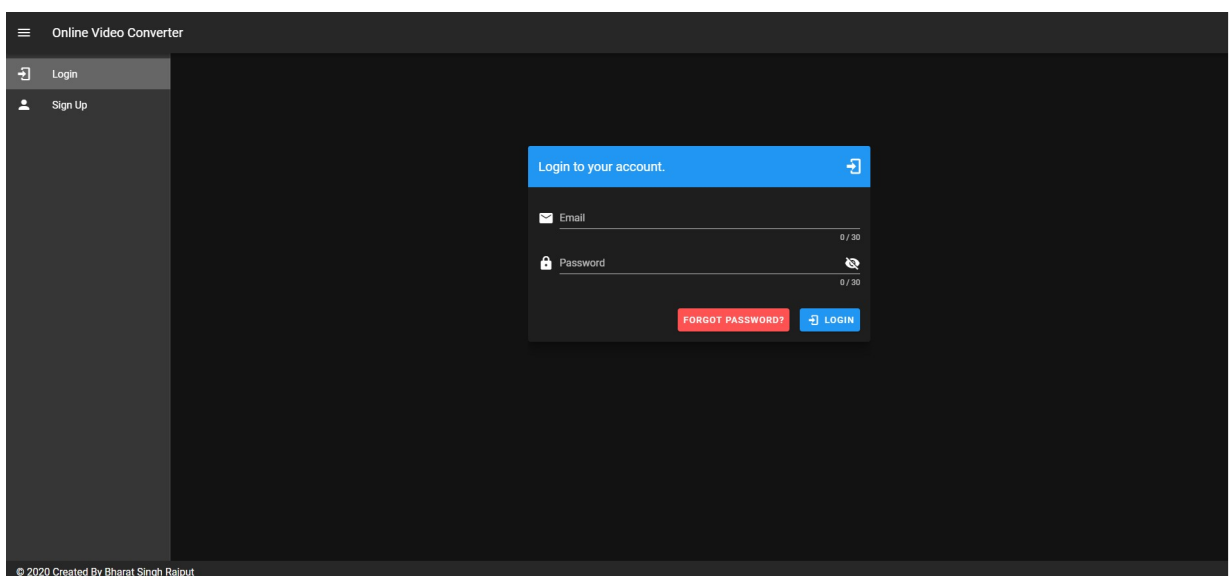 Online Video Converter
Login
Sign Up
Login to your account.
Email
0 / 30
Password
0 / 30
FORGOT PASSWORD? LOGIN
© 2020 Created By Bharat Singh Rajput